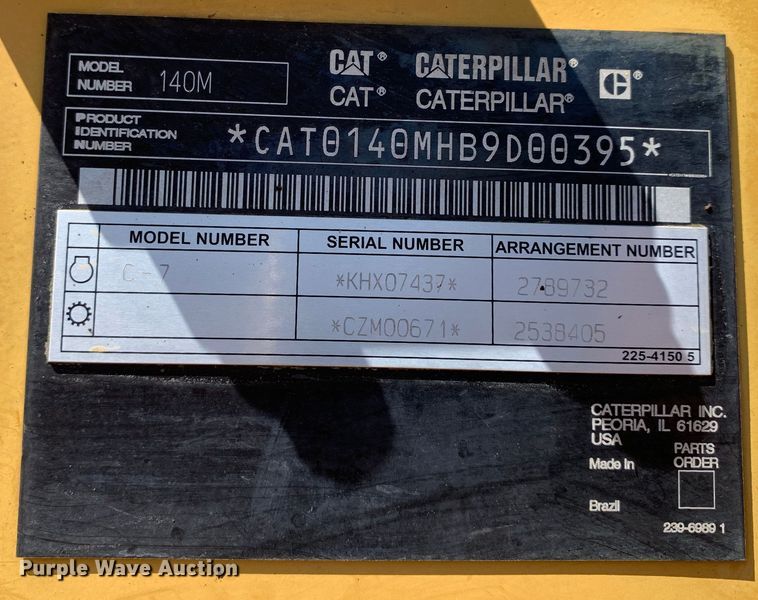 MODEL
NUMBER 140M
CAT® CATERPILLAR® C®
CAT® CATERPILLAR®
PRODUCT
IDENTIFICATION
NUMBER
*CAT0140MHB9D00395*
MODEL NUMBER SERIAL NUMBER ARRANGEMENT NUMBER
C-7 *KHX07437* 2789732
*CZM00671* 2538405
225-4150 5
CATERPILLAR INC.
PEORIA, IL 61629
USA
PARTS
Made In ORDER
Brazil
239-6989 1
Purple Wave Auction